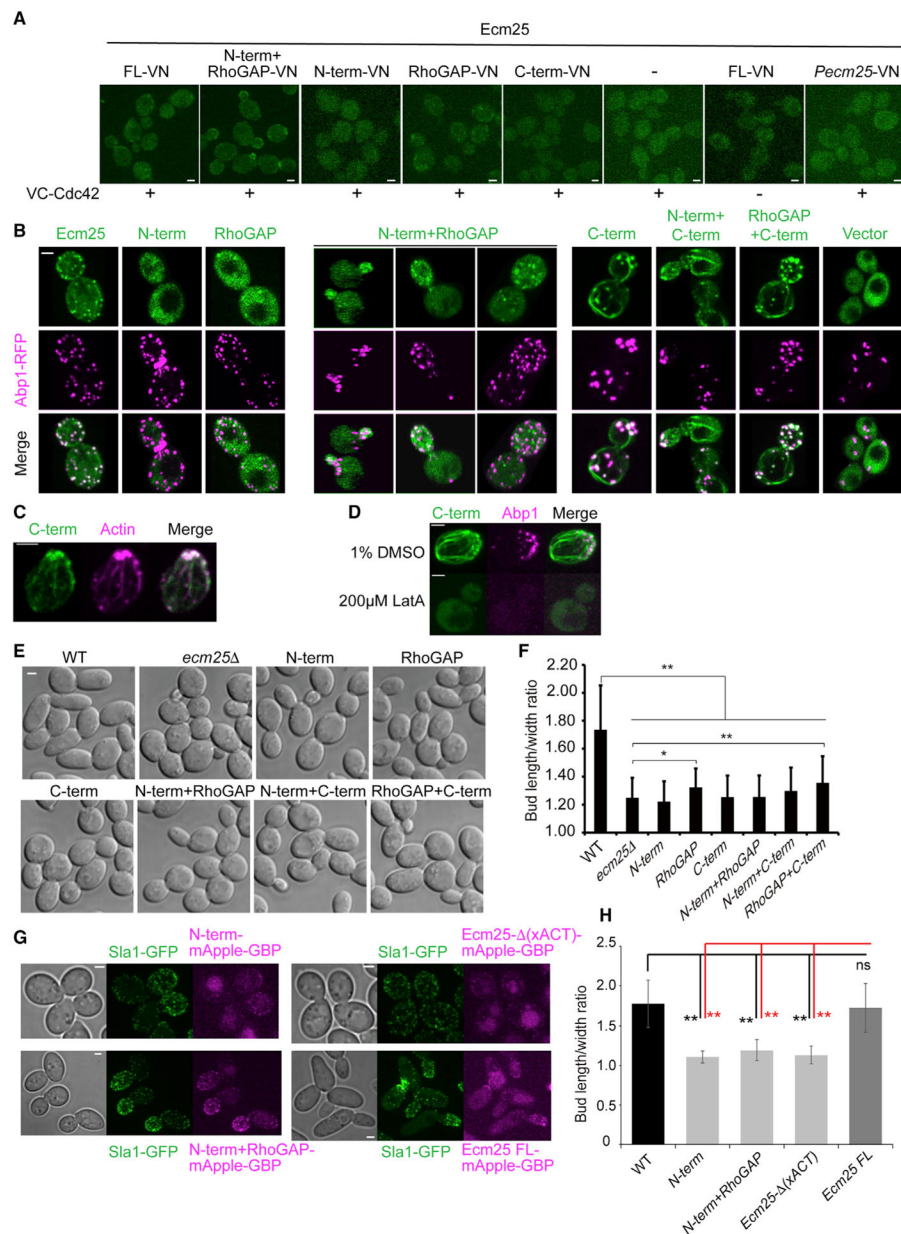 A
Ecm25
FL-VN
N-term+
RhoGAP-VN
N-term-VN
RhoGAP-VN
C-term-VN
-
FL-VN
Pecm25-VN
VC-Cdc42
+ + + + + + - +
B
Ecm25
N-term
RhoGAP
N-term+RhoGAP
C-term
N-term+
C-term
RhoGAP
+C-term
Vector
Abp1-RFP
Merge
C
C-term
Actin
Merge
D
C-term
Abp1
Merge
1% DMSO
200μM LatA
E
WT
ecm25Δ
N-term
RhoGAP
C-term
N-term+RhoGAP
N-term+C-term
RhoGAP+C-term
F
Bud length/width ratio
2.20
2.00
1.80
1.60
1.40
1.20
1.00
**
**
*
WT
ecm25Δ
N-term
RhoGAP
C-term
N-term+RhoGAP
N-term+C-term
RhoGAP+C-term
G
Sla1-GFP
N-term-
mApple-GBP
Sla1-GFP
Ecm25-Δ(xACT)-
mApple-GBP
Sla1-GFP
N-term+RhoGAP-
mApple-GBP
Sla1-GFP
Ecm25 FL-
mApple-GBP
H
Bud length/width ratio
2.5
2.0
1.5
1.0
0.5
0.0
ns
** ** ** ** ** **
WT
N-term
N-term+RhoGAP
Ecm25-Δ(xACT)
Ecm25 FL